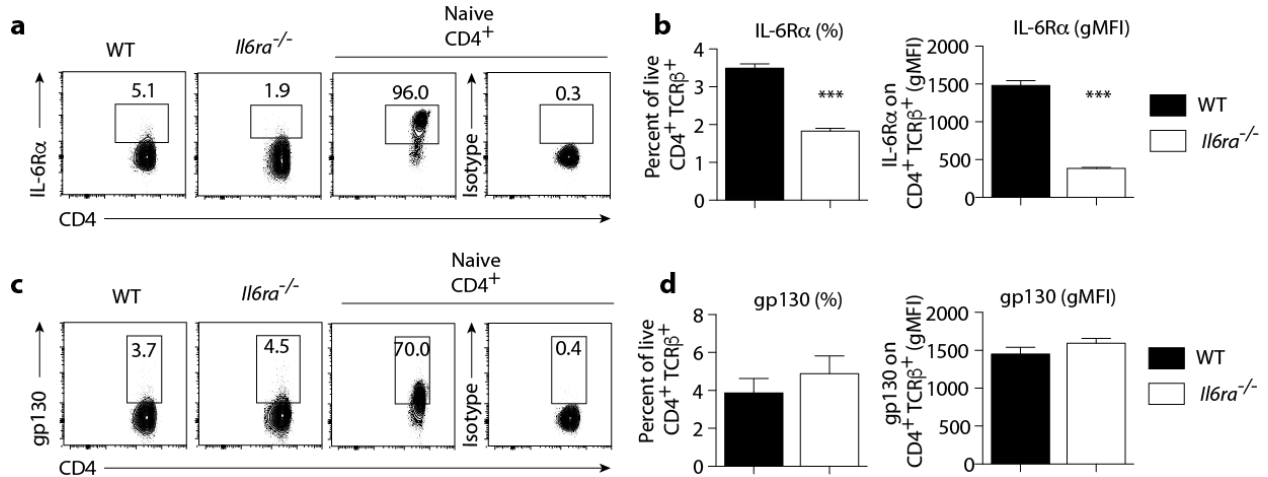 a
WT
Il6ra-/-
Naive
CD4+
IL-6Rα
5.1
1.9
96.0
Isotype
0.3
CD4
b
IL-6Rα (%)
Percent of live
CD4+ TCRβ+
4
3
2
1
0
***
IL-6Rα (gMFI)
IL-6Rα on
CD4+ TCRβ+ (gMFI)
2000
1500
1000
500
0
***
WT
Il6ra-/-
c
WT
Il6ra-/-
Naive
CD4+
gp130
3.7
4.5
70.0
Isotype
0.4
CD4
d
gp130 (%)
Percent of live
CD4+ TCRβ+
8
6
4
2
0
gp130 (gMFI)
gp130 on
CD4+ TCRβ+ (gMFI)
2000
1500
1000
500
0
WT
Il6ra-/-